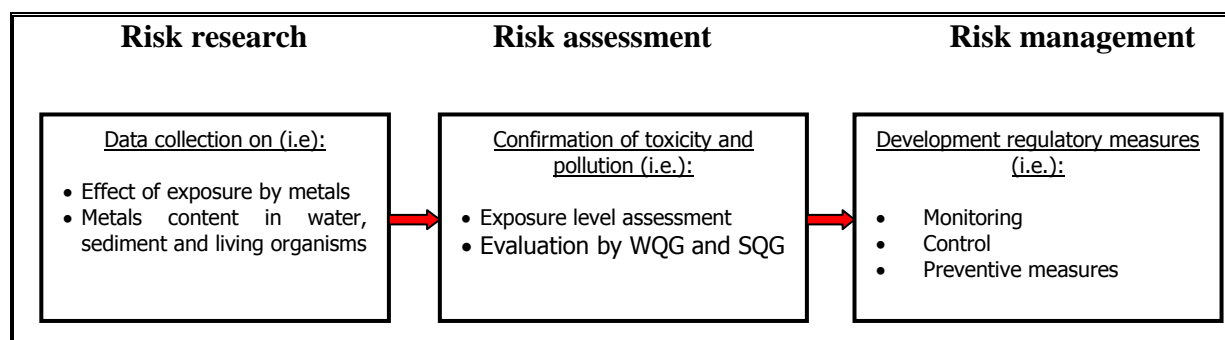 Risk research
Risk assessment
Risk management
Data collection on (i.e):
• Effect of exposure by metals
• Metals content in water,
sediment and living organisms
Confirmation of toxicity and
pollution (i.e.):
• Exposure level assessment
• Evaluation by WQG and SQG
Development regulatory measures
(i.e.):
• Monitoring
• Control
• Preventive measures